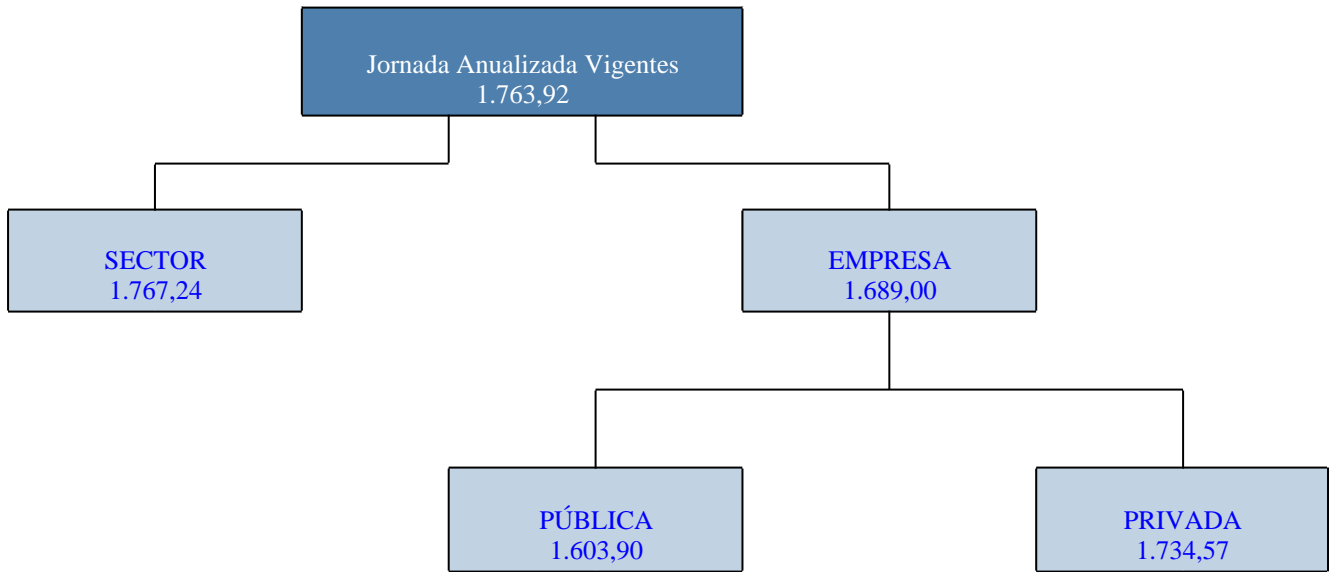 Jornada Anualizada Vigentes
1.763,92
SECTOR
1.767,24
EMPRESA
1.689,00
PÚBLICA
1.603,90
PRIVADA
1.734,57